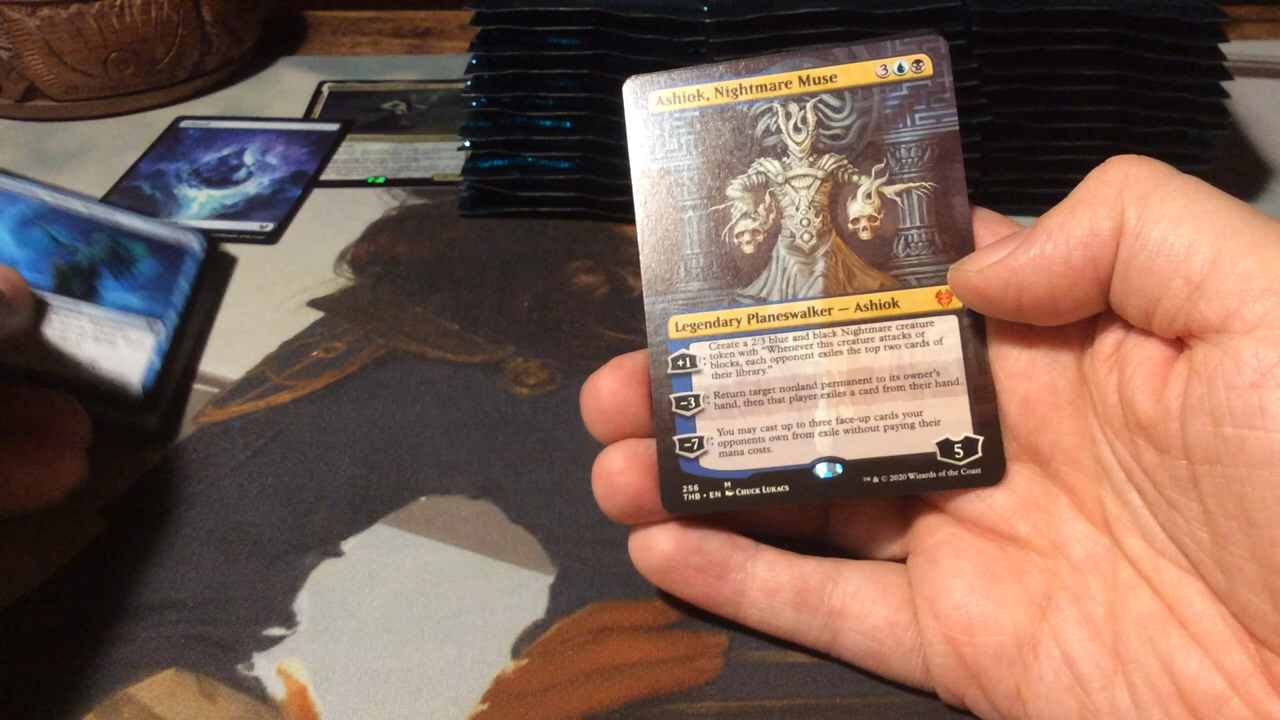 Ashiok, Nightmare Muse 3
Legendary Planeswalker — Ashiok
+1 : Create a 2/3 blue and black Nightmare creature
token with "Whenever this creature attacks or
blocks, each opponent exiles the top two cards of
their library."
−3 : Return target nonland permanent to its owner's
hand, then that player exiles a card from their hand.
−7 : You may cast up to three face-up cards your
opponents own from exile without paying their
mana costs.
5
256 M
THB • EN Chuck Lukacs
™ & © 2020 Wizards of the Coast